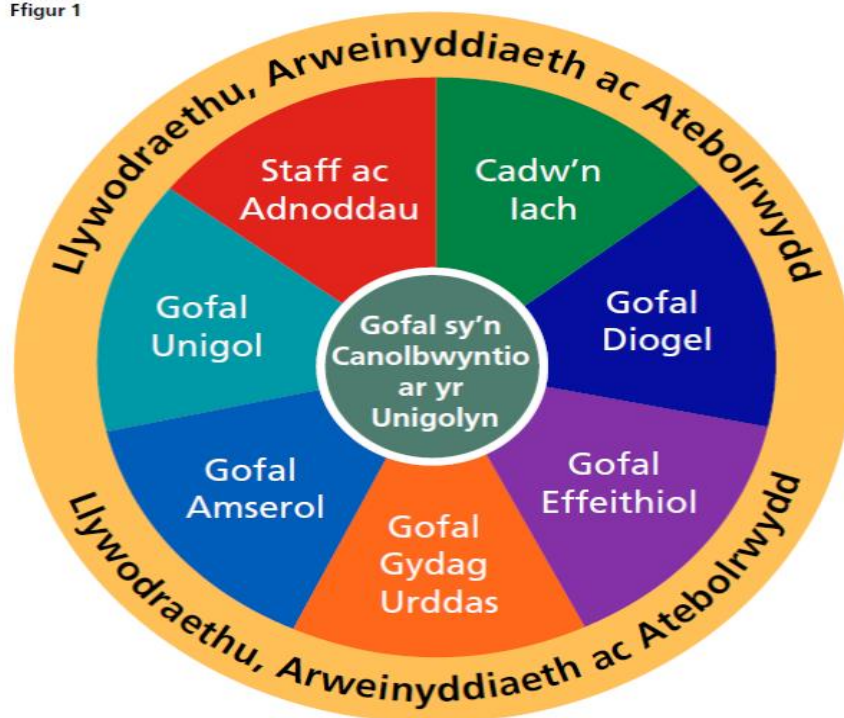 Ffigur 1
Llywodraethu, Arweinyddiaeth ac Atebolrwydd
Staff ac
Adnoddau
Cadw'n
Iach
Gofal
Unigol
Gofal
Diogel
Gofal sy'n
Canolbwyntio
ar yr
Unigolyn
Gofal
Amserol
Gofal
Effeithiol
Gofal
Gydag
Urddas
Llywodraethu, Arweinyddiaeth ac Atebolrwydd